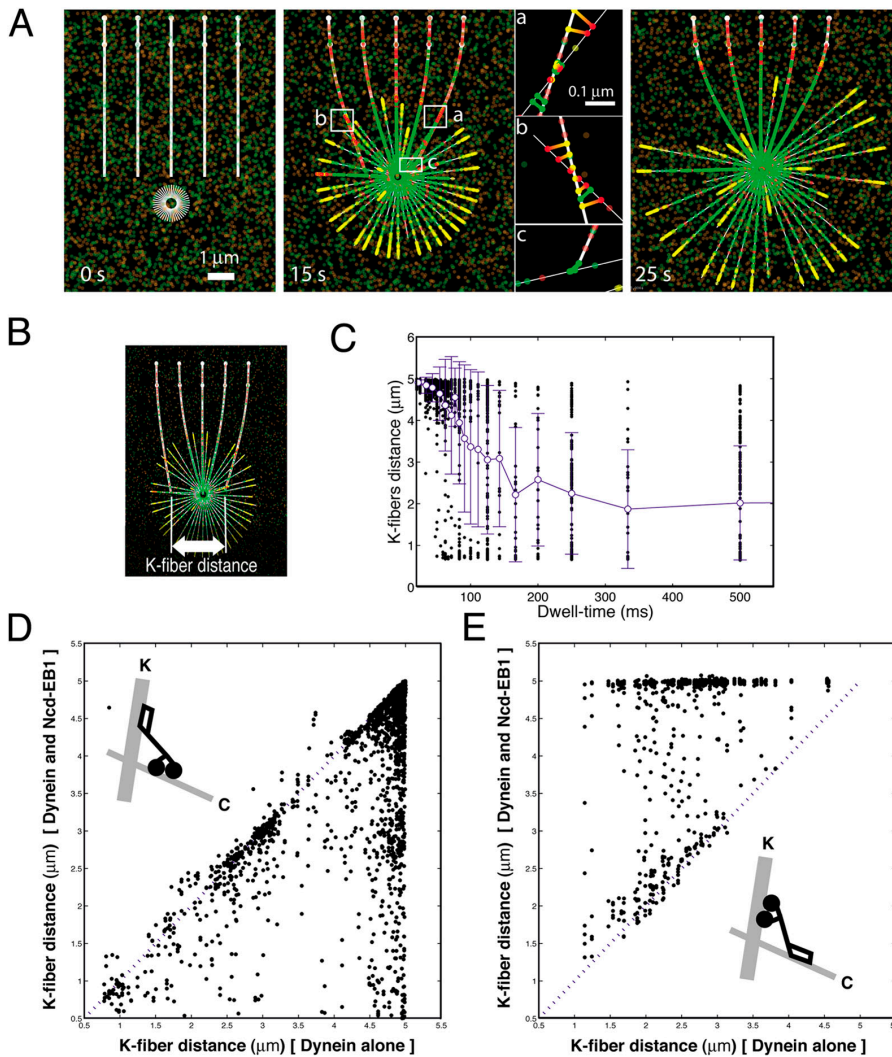 A
0 s
1 μm
b
a
c
15 s
a
0.1 μm
b
c
25 s
B
K-fiber distance
C
K-fibers distance (μm)
6
5
4
3
2
1
0
100
200
300
400
500
Dwell-time (ms)
D
K-fiber distance (μm) [ Dynein and Ncd-EB1 ]
5.5
5
4.5
4
3.5
3
2.5
2
1.5
1
0.5
K
C
0.5
1
1.5
2
2.5
3
3.5
4
4.5
5
5.5
K-fiber distance (μm) [ Dynein alone ]
E
K-fiber distance (μm) [ Dynein and Ncd-EB1 ]
5.5
5
4.5
4
3.5
3
2.5
2
1.5
1
0.5
K
C
0.5
1
1.5
2
2.5
3
3.5
4
4.5
5
K-fiber distance (μm) [ Dynein alone ]